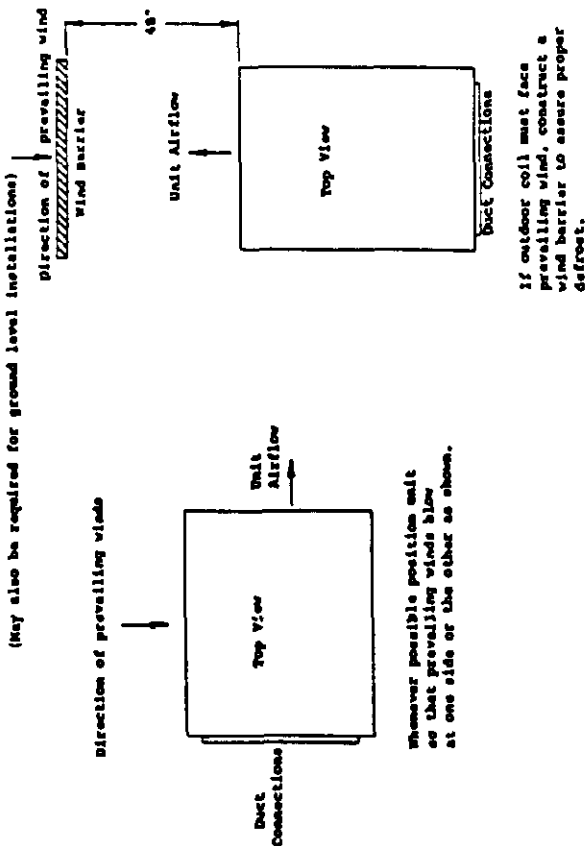 (May also be required for ground level installations)
Direction of prevailing winds
Duct
Connections
Top View
Unit
Airflow
Whenever possible position unit
so that prevailing winds blow
at one side or the other as shown.
Direction of prevailing wind
Wind Barrier
48"
Unit Airflow
Top View
Duct Connections
If outdoor coil must face
prevailing wind, construct a
wind barrier to assure proper
defrost.